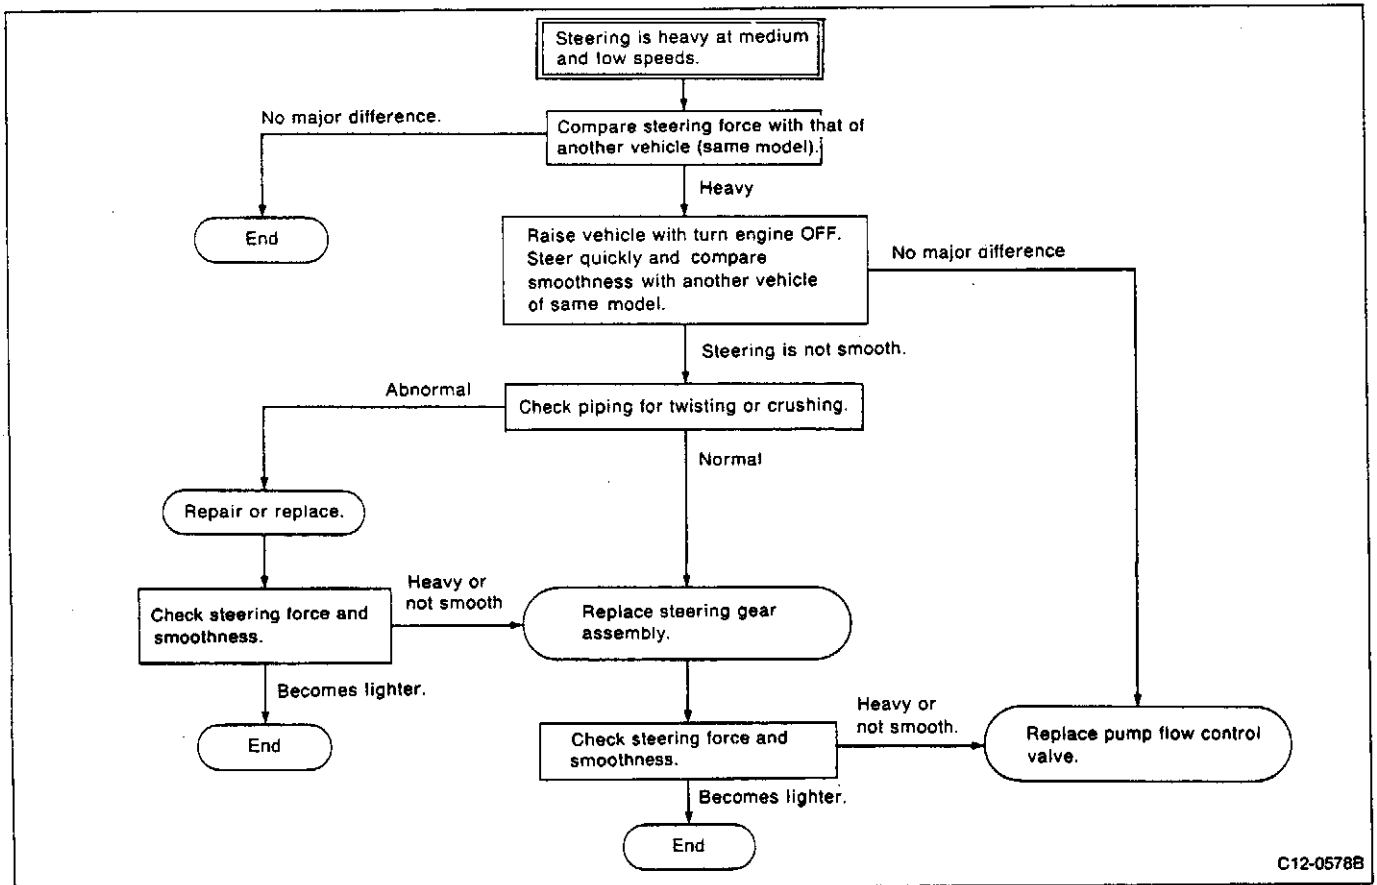 Steering is heavy at medium
and low speeds.
No major difference.
Compare steering force with that of
another vehicle (same model).
Heavy
End
Raise vehicle with turn engine OFF.
Steer quickly and compare
smoothness with another vehicle
of same model.
No major difference
Steering is not smooth.
Abnormal
Check piping for twisting or crushing.
Normal
Repair or replace.
Heavy or
not smooth
Check steering force and
smoothness.
Replace steering gear
assembly.
Becomes lighter.
End
Heavy or
not smooth.
Check steering force and
smoothness.
Replace pump flow control
valve.
Becomes lighter.
End
C12-0578B